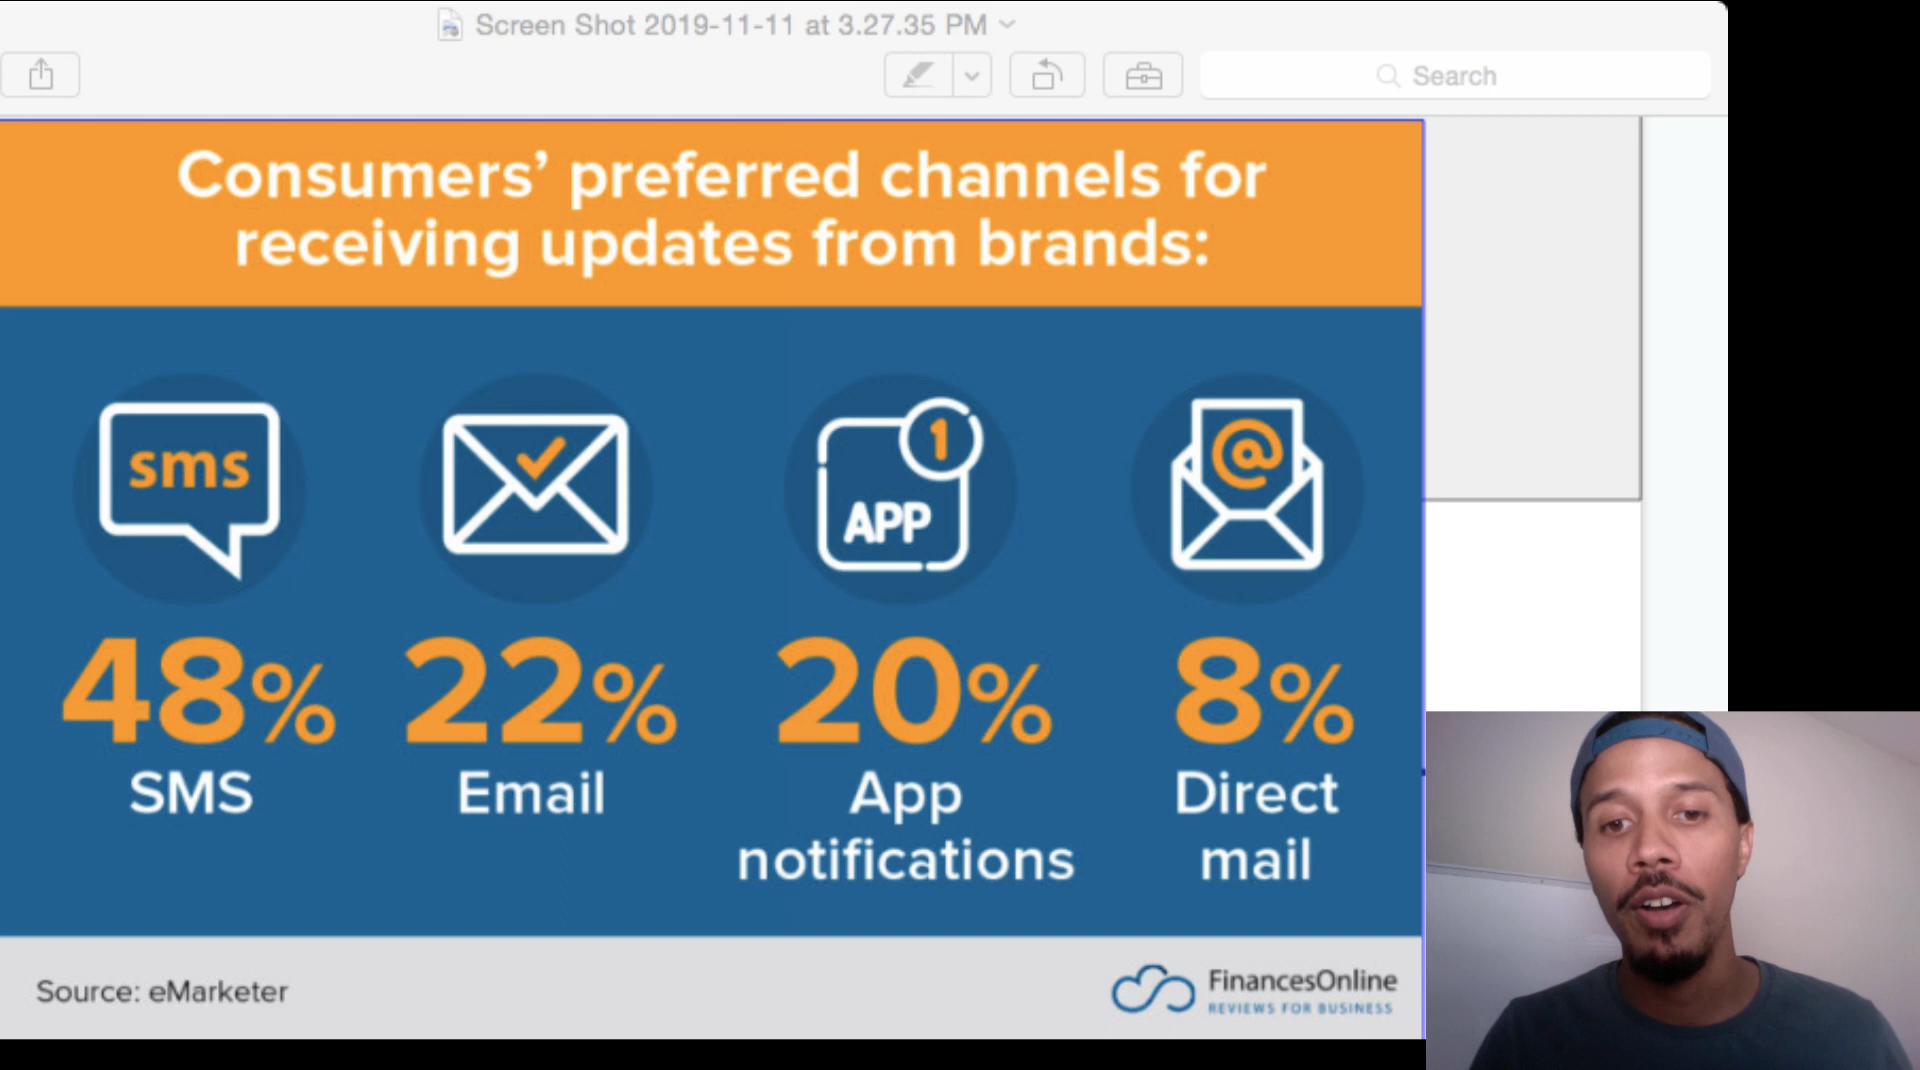 Screen Shot 2019-11-11 at 3.27.35 PM
Search
Consumers’ preferred channels for
receiving updates from brands:
sms
1
APP
@
48% 22% 20% 8%
SMS Email App Direct
notifications mail
Source: eMarketer
FinancesOnline
REVIEWS FOR BUSINESS